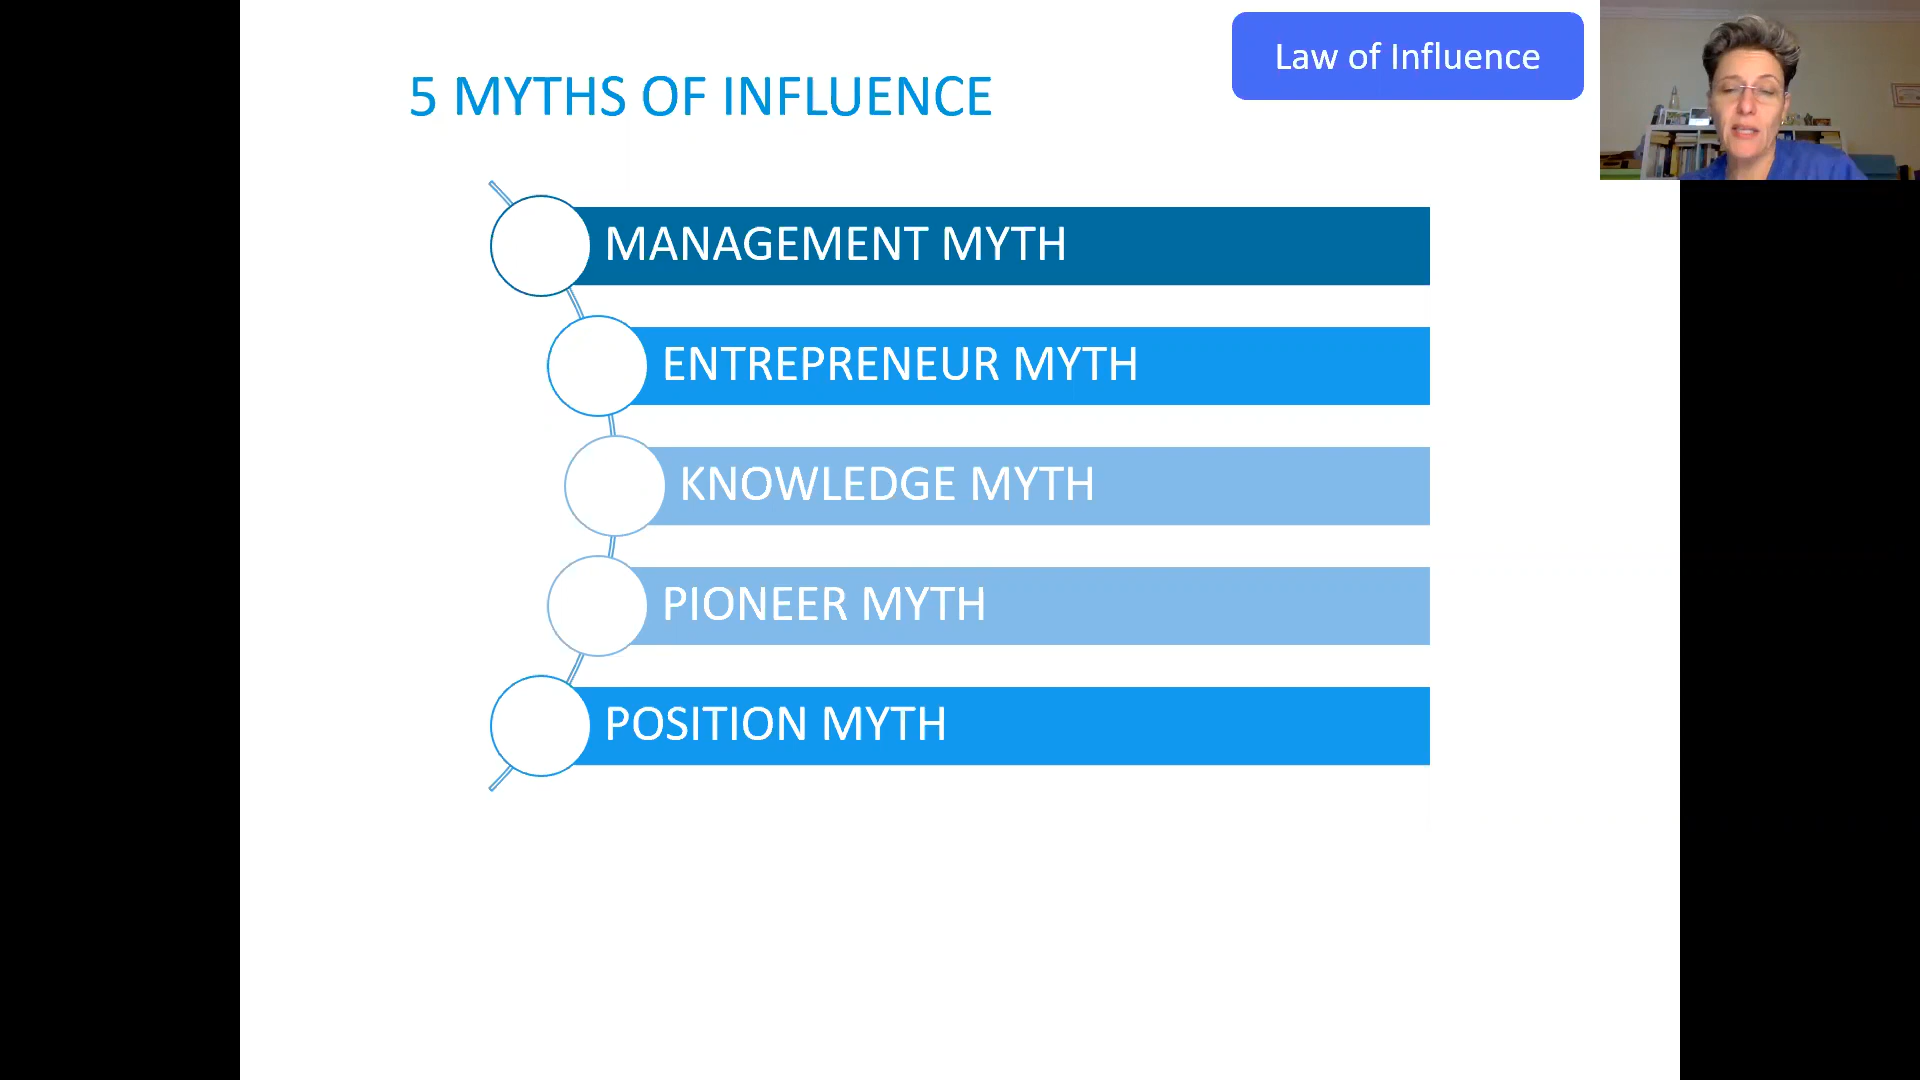 Law of Influence
5 MYTHS OF INFLUENCE
MANAGEMENT MYTH
ENTREPRENEUR MYTH
KNOWLEDGE MYTH
PIONEER MYTH
POSITION MYTH